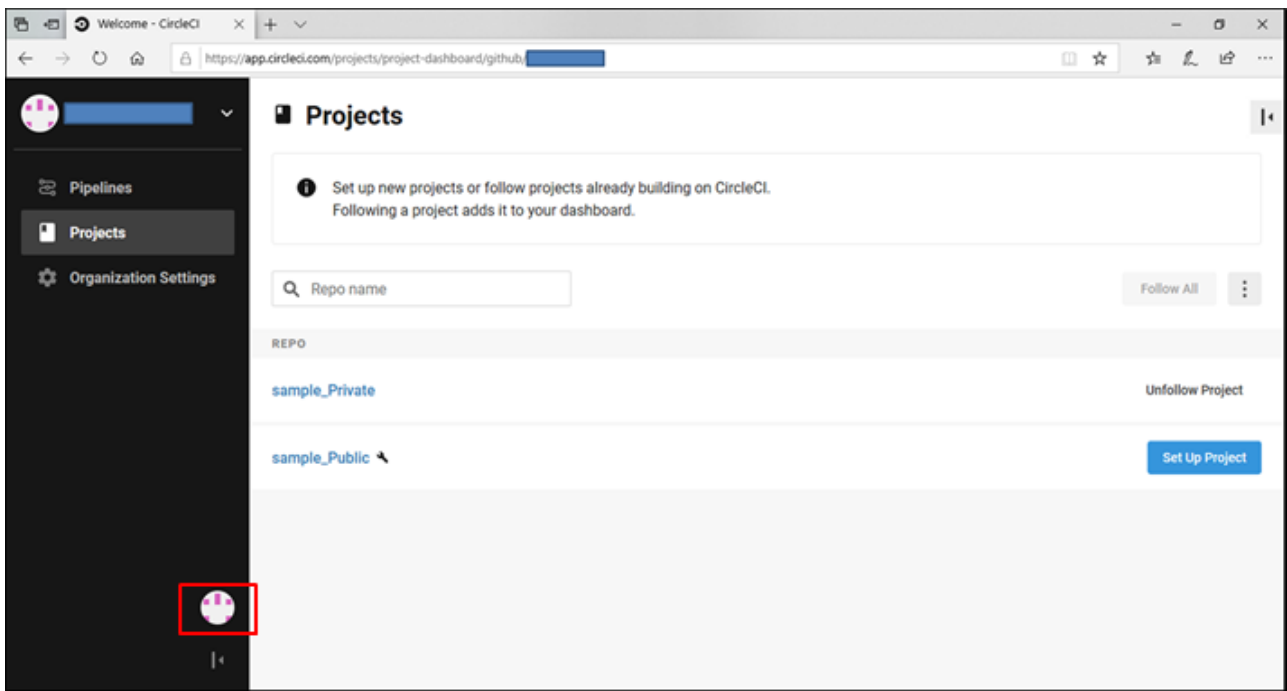 Welcome - CircleCI
https://app.circleci.com/projects/project-dashboard/github/
Projects
Set up new projects or follow projects already building on CircleCI.
Following a project adds it to your dashboard.
Pipelines
Projects
Organization Settings
Repo name
Follow All
REPO
sample_Private
Unfollow Project
sample_Public
Set Up Project